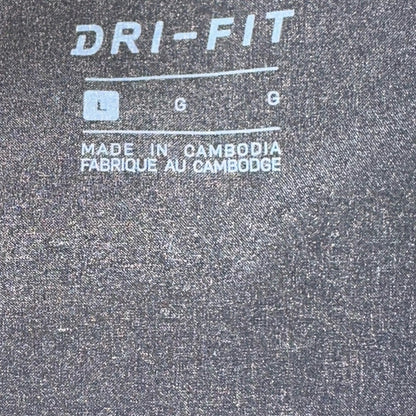 DRI-FIT
L G G
MADE IN CAMBODIA
FABRIQUE AU CAMBODGE